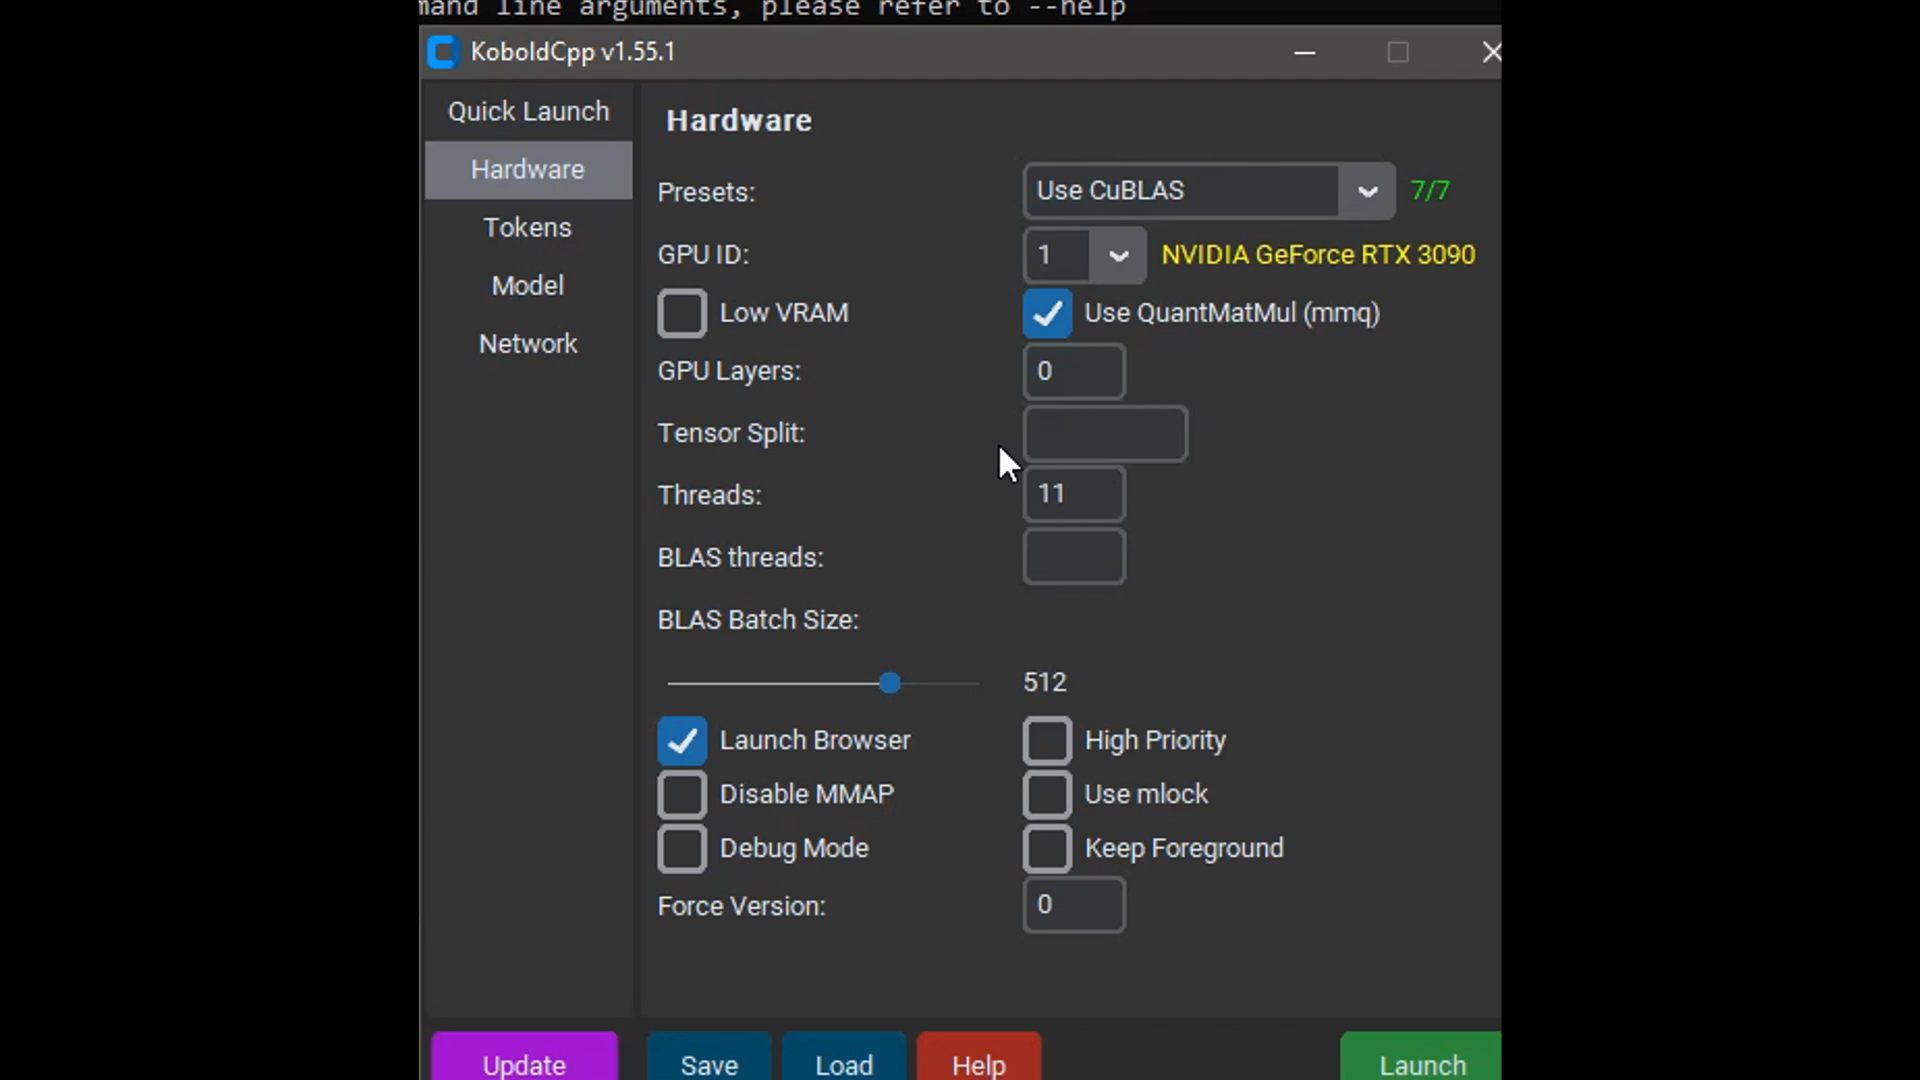 mand line arguments, please refer to --help
KoboldCpp v1.55.1
Quick Launch
Hardware
Tokens
Model
Network
Hardware
Presets: Use CuBLAS 7/7
GPU ID: 1 NVIDIA GeForce RTX 3090
Low VRAM Use QuantMatMul (mmq)
GPU Layers: 0
Tensor Split:
Threads: 11
BLAS threads:
BLAS Batch Size:
512
Launch Browser High Priority
Disable MMAP Use mlock
Debug Mode Keep Foreground
Force Version: 0
Update Save Load Help Launch